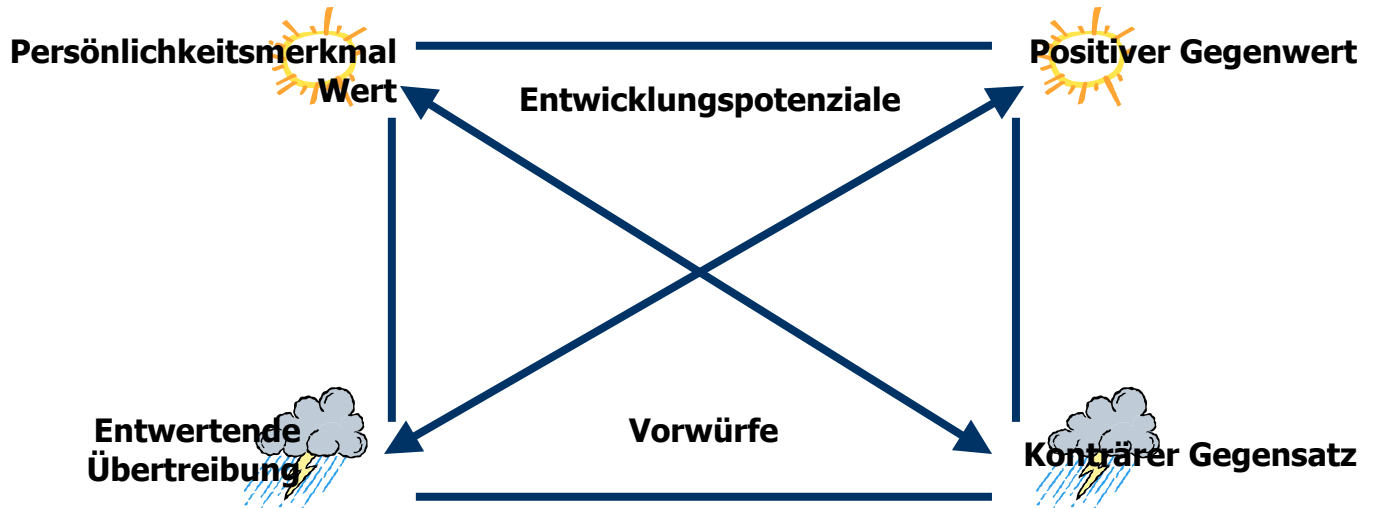 Persönlichkeitsmerkmal
Wert
Positiver Gegenwert
Entwicklungspotenziale
Vorwürfe
Entwertende
Übertreibung
Konträrer Gegensatz